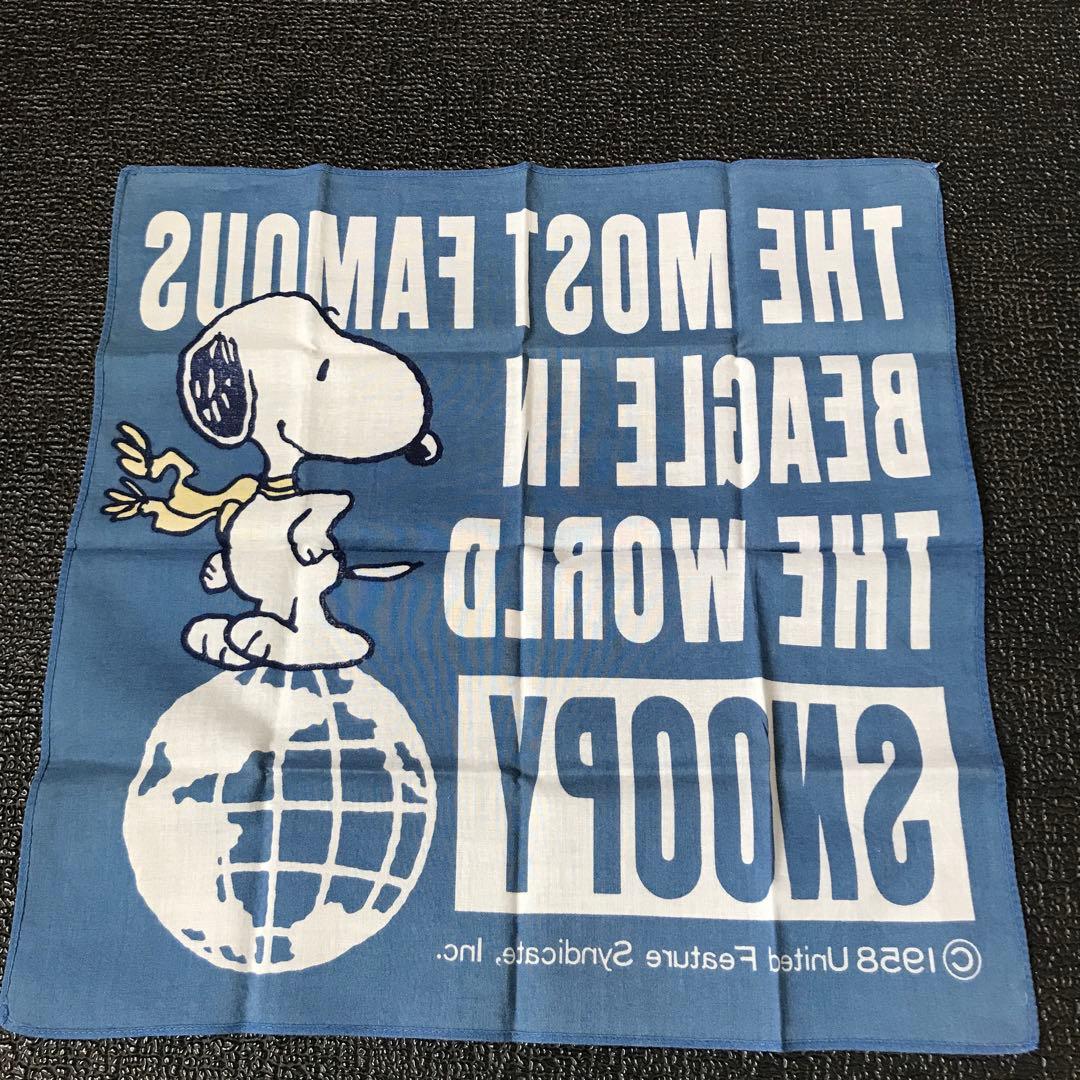 THE MOST FAMOUS
BEAGLE IN
THE WORLD
SNOOPY
©1958 United Feature Syndicate, Inc.